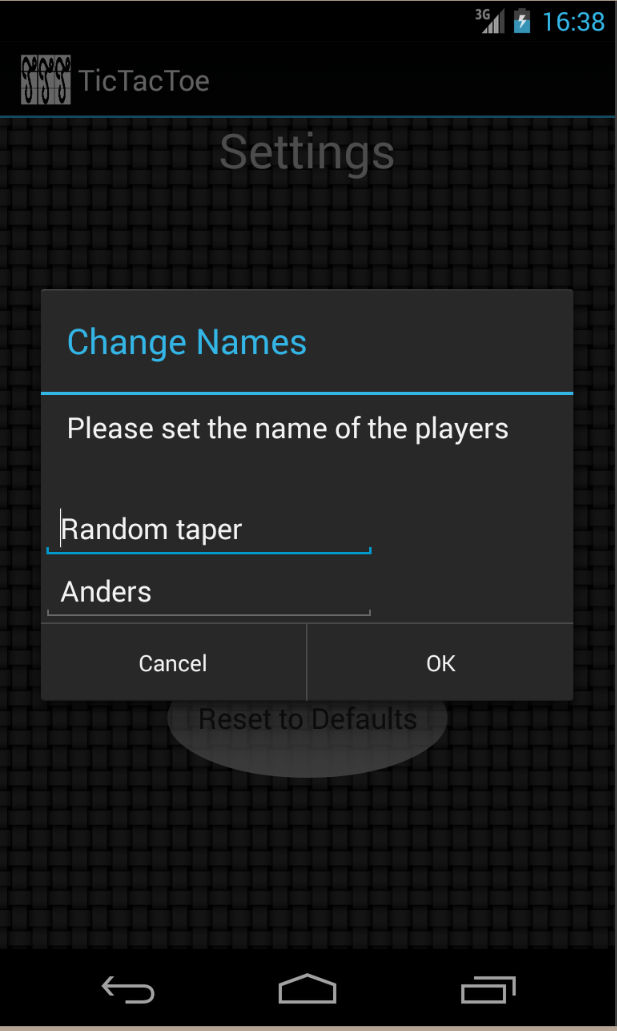 3G
16:38
TicTacToe
Settings
Change Names
Please set the name of the players
Random taper
Anders
Cancel
OK
Reset to Defaults